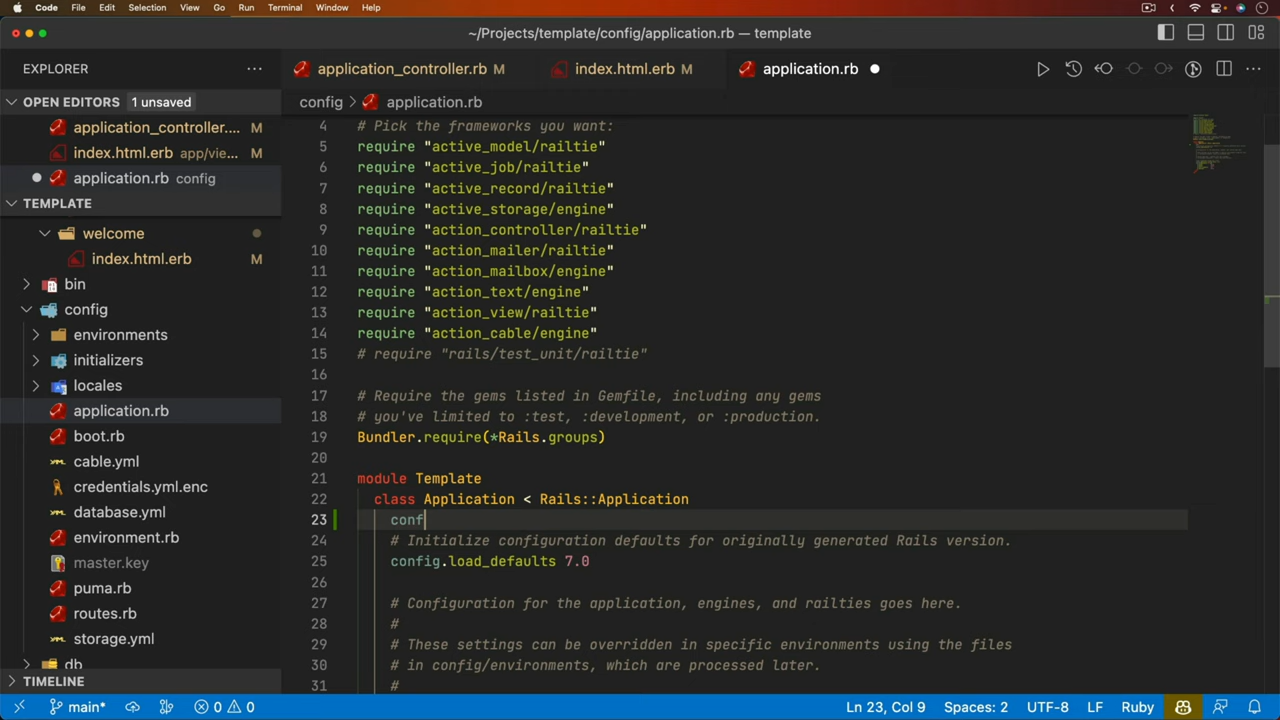 Code File Edit Selection View Go Run Terminal Window Help
~/Projects/template/config/application.rb — template
EXPLORER
application_controller.rb M
index.html.erb M
application.rb
OPEN EDITORS 1 unsaved
config > application.rb
application_controller.... M
index.html.erb app/vie... M
application.rb config
TEMPLATE
welcome
index.html.erb M
bin
config
environments
initializers
locales
application.rb
boot.rb
cable.yml
credentials.yml.enc
database.yml
environment.rb
master.key
puma.rb
routes.rb
storage.yml
db
TIMELINE
4 # Pick the frameworks you want:
5 require "active_model/railtie"
6 require "active_job/railtie"
7 require "active_record/railtie"
8 require "active_storage/engine"
9 require "action_controller/railtie"
10 require "action_mailer/railtie"
11 require "action_mailbox/engine"
12 require "action_text/engine"
13 require "action_view/railtie"
14 require "action_cable/engine"
15 # require "rails/test_unit/railtie"
16
17 # Require the gems listed in Gemfile, including any gems
18 # you've limited to :test, :development, or :production.
19 Bundler.require(*Rails.groups)
20
21 module Template
22 class Application < Rails::Application
23 conf
24 # Initialize configuration defaults for originally generated Rails version.
25 config.load_defaults 7.0
26
27 # Configuration for the application, engines, and railties goes here.
28 #
29 # These settings can be overridden in specific environments using the files
30 # in config/environments, which are processed later.
31 #
main* 0 0 Ln 23, Col 9 Spaces: 2 UTF-8 LF Ruby